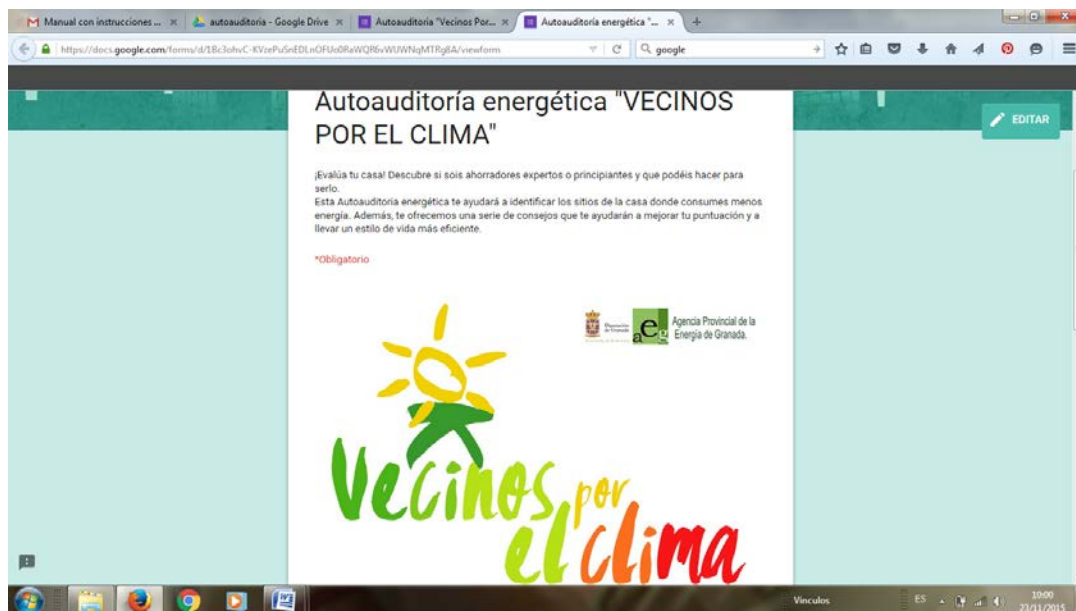 Manual con instrucciones ...
autoauditoria - Google Drive
Autoauditoría "Vecinos Por...
Autoauditoría energética "...
google
Autoauditoría energética "VECINOS
POR EL CLIMA"
EDITAR
¡Evalúa tu casa! Descubre si sois ahorradores expertos o principiantes y que podéis hacer para
serlo.
Esta Autoauditoria energética te ayudará a identificar los sitios de la casa donde consumes menos
energía. Además, te ofrecemos una serie de consejos que te ayudarán a mejorar tu puntuación y a
llevar un estilo de vida más eficiente.
*Obligatorio
aeg
Agencia Provincial de la
Energía de Granada.
Vecinos por
el clima
Vínculos
ES
10:00
23/11/2015